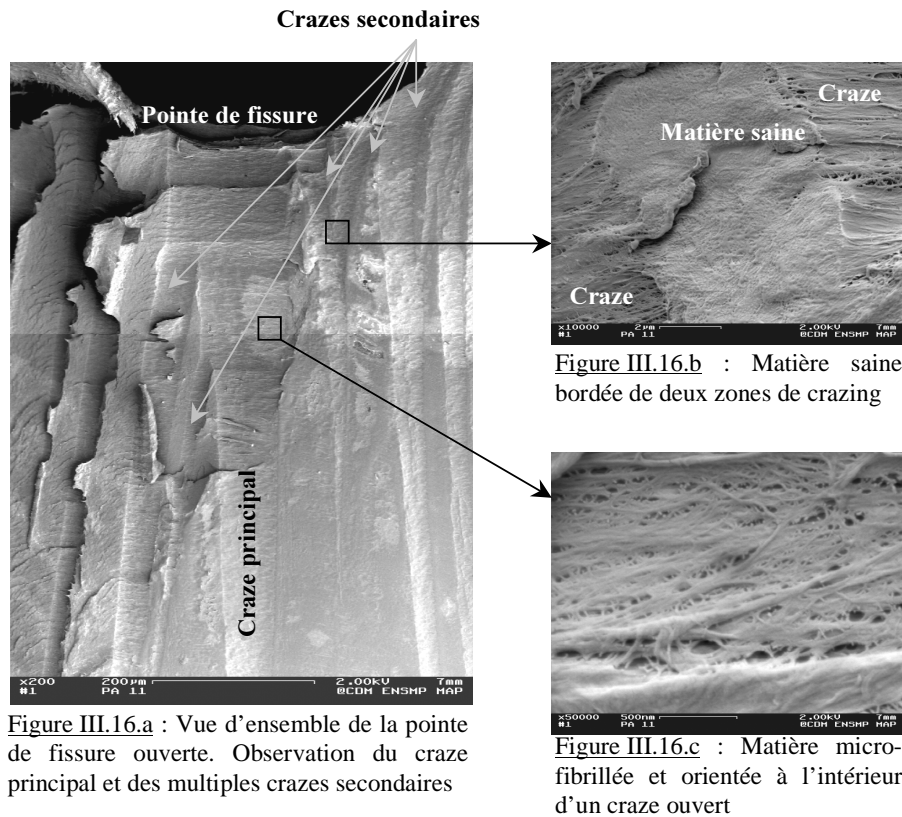 Crazes secondaires
Pointe de fissure
Craze principal
x200 200µm 2.00kV 7mm
#1 PA 11 @CDM ENSMP MAP
Figure III.16.a : Vue d’ensemble de la pointe
de fissure ouverte. Observation du craze
principal et des multiples crazes secondaires
Craze
Matière saine
Craze
x10000 2µm 2.00kV 7mm
#1 PA 11 @CDM ENSMP MAP
Figure III.16.b : Matière saine
bordée de deux zones de crazing
x50000 500nm 2.00kV 7mm
#1 PA 11 @CDM ENSMP MAP
Figure III.16.c : Matière micro-
fibrillée et orientée à l’intérieur
d’un craze ouvert